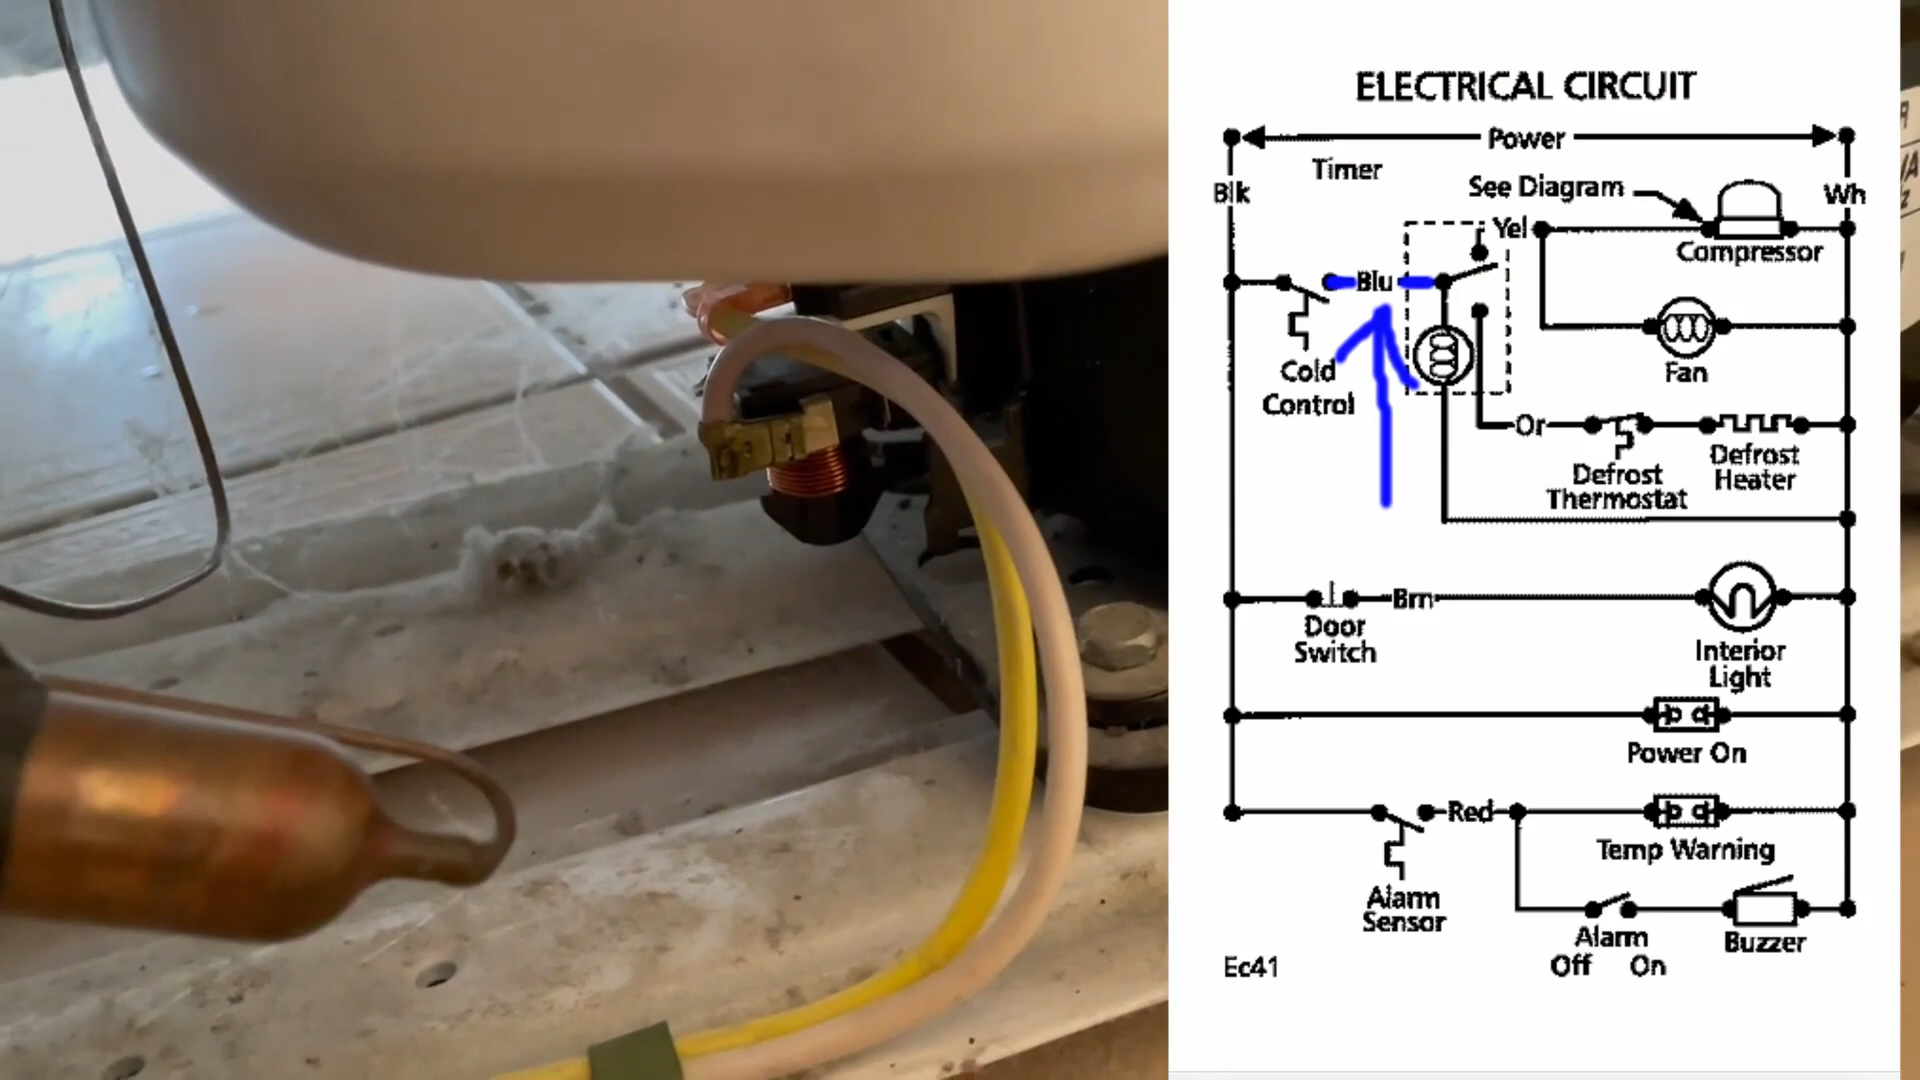 ELECTRICAL CIRCUIT
Power
Timer
See Diagram
Blk
Wh
Yel
Compressor
Blu
Cold
Control
Fan
Or
Defrost
Thermostat
Defrost
Heater
Brn
Door
Switch
Interior
Light
Power On
Red
Temp Warning
Alarm
Sensor
Alarm
Off On
Buzzer
Ec41